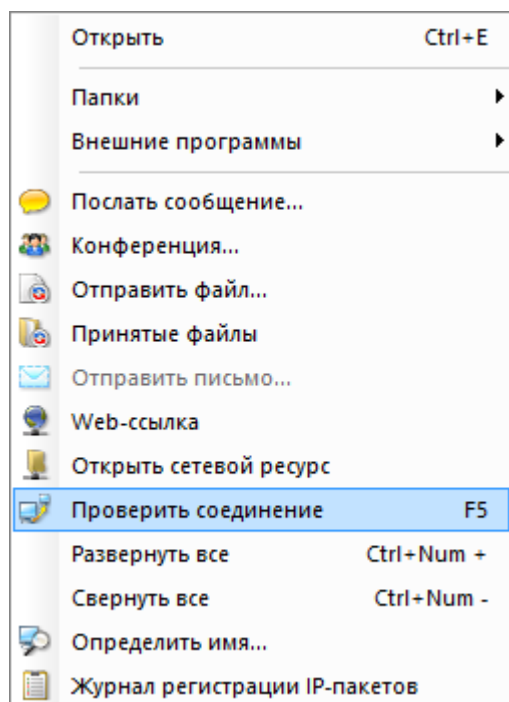 Открыть Ctrl+E
Папки
Внешние программы
Послать сообщение...
Конференция...
Отправить файл...
Принятые файлы
Отправить письмо...
Web-ссылка
Открыть сетевой ресурс
Проверить соединение F5
Развернуть все Ctrl+Num +
Свернуть все Ctrl+Num -
Определить имя...
Журнал регистрации IP-пакетов